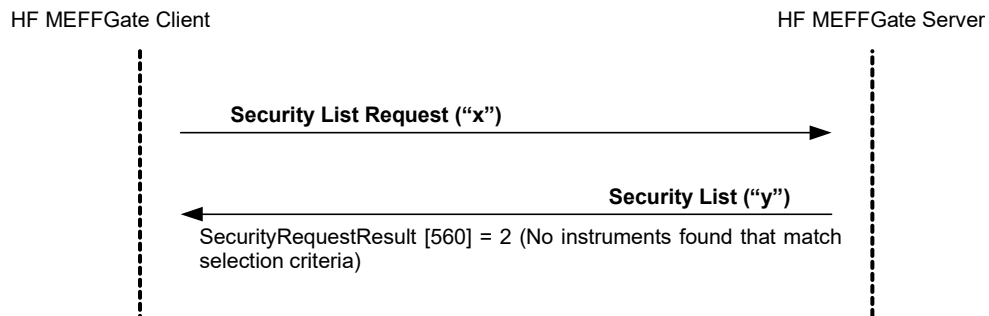 HF MEFFGate Client
HF MEFFGate Server
Security List Request (“x”)
Security List (“y”)
SecurityRequestResult [560] = 2 (No instruments found that match
selection criteria)